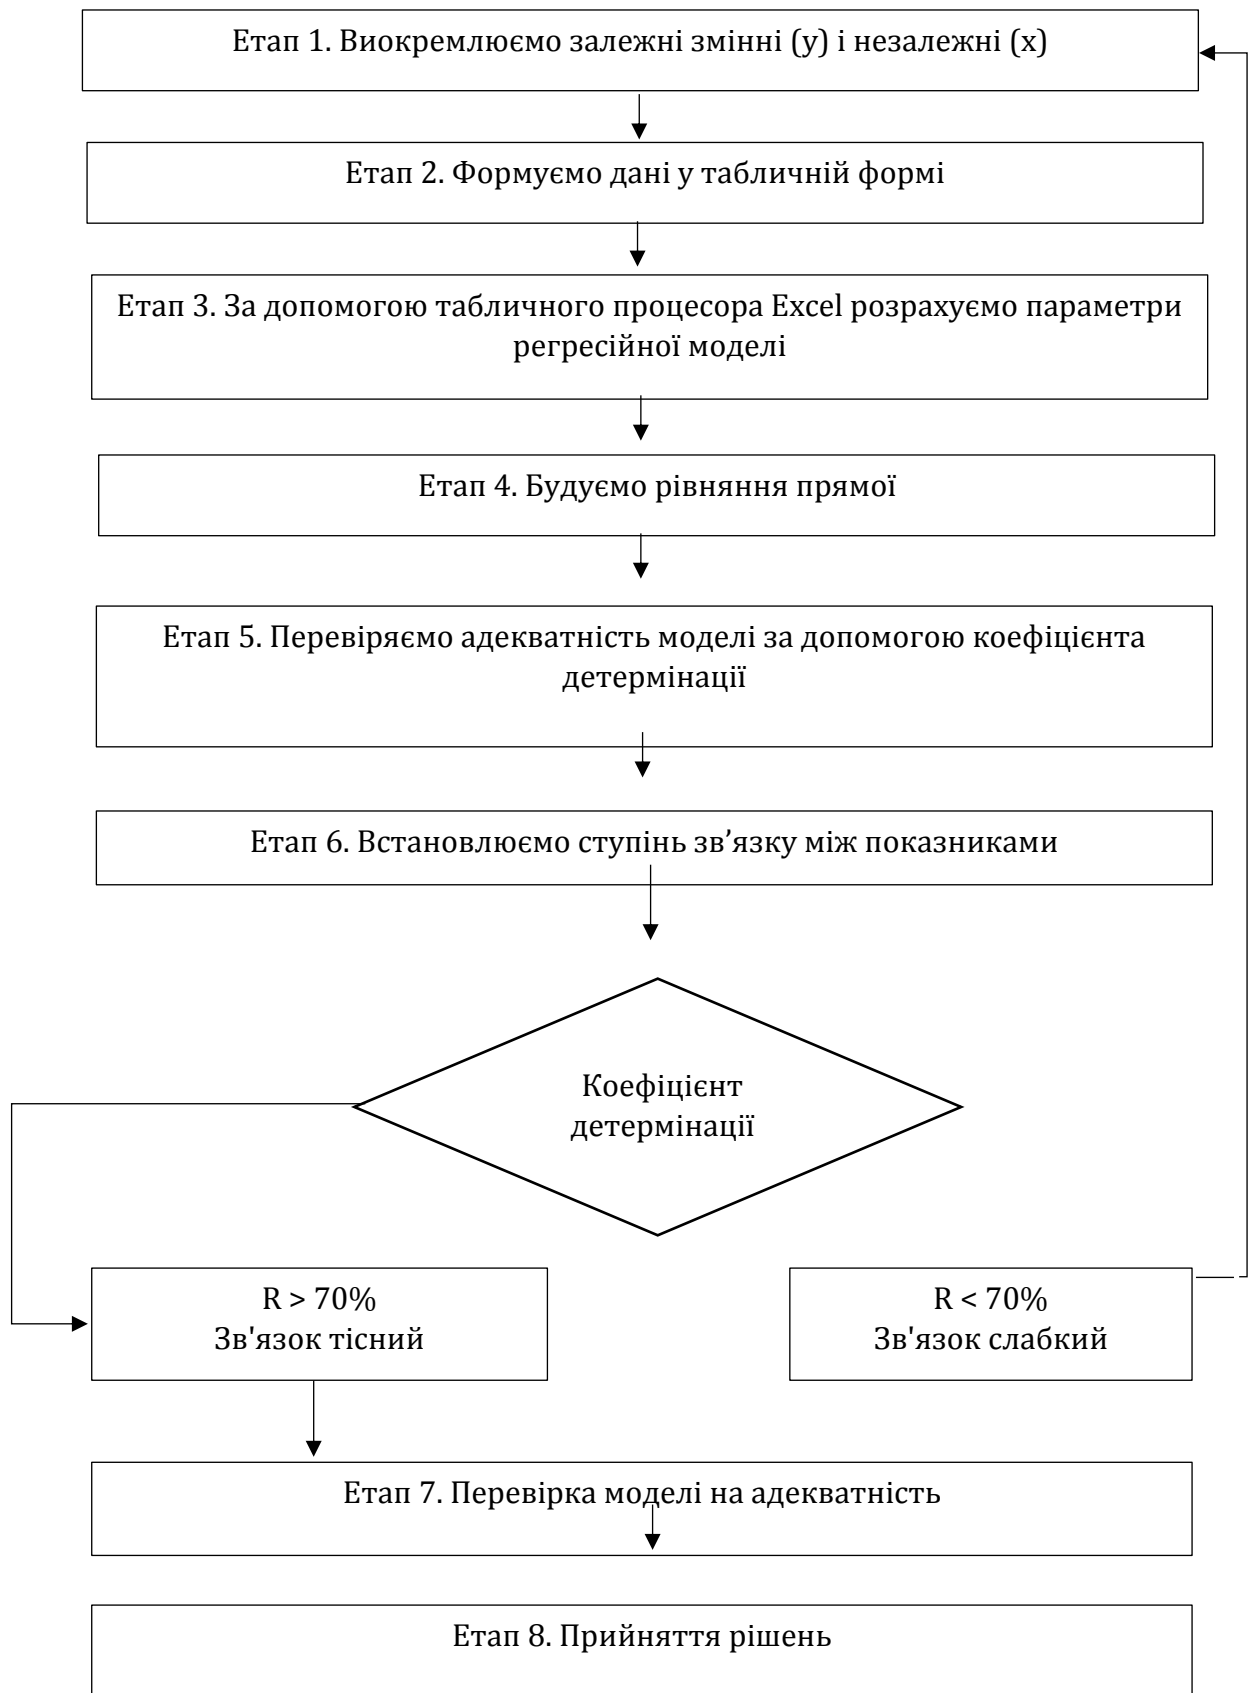 Етап 1. Виокремлюємо залежні змінні (у) і незалежні (х)
Етап 2. Формуємо дані у табличній формі
Етап 3. За допомогою табличного процесора Excel розрахуємо параметри
регресійної моделі
Етап 4. Будуємо рівняння прямої
Етап 5. Перевіряємо адекватність моделі за допомогою коефіцієнта
детермінації
Етап 6. Встановлюємо ступінь зв’язку між показниками
Коефіцієнт
детермінації
R > 70%
Зв'язок тісний
R < 70%
Зв'язок слабкий
Етап 7. Перевірка моделі на адекватність
Етап 8. Прийняття рішень